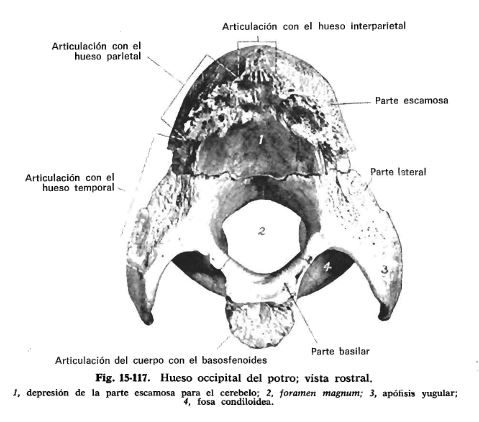 Articulación con el hueso interparietal
Articulación con el
hueso parietal
Parte escamosa
1
Articulación con el
hueso temporal
Parte lateral
2
4
3
Parte basilar
Articulación del cuerpo con el basosfenoides
Fig. 15-117. Hueso occipital del potro; vista rostral.
1, depresión de la parte escamosa para el cerebelo; 2, foramen magnum; 3, apófisis yugular;
4, fosa condiloidea.